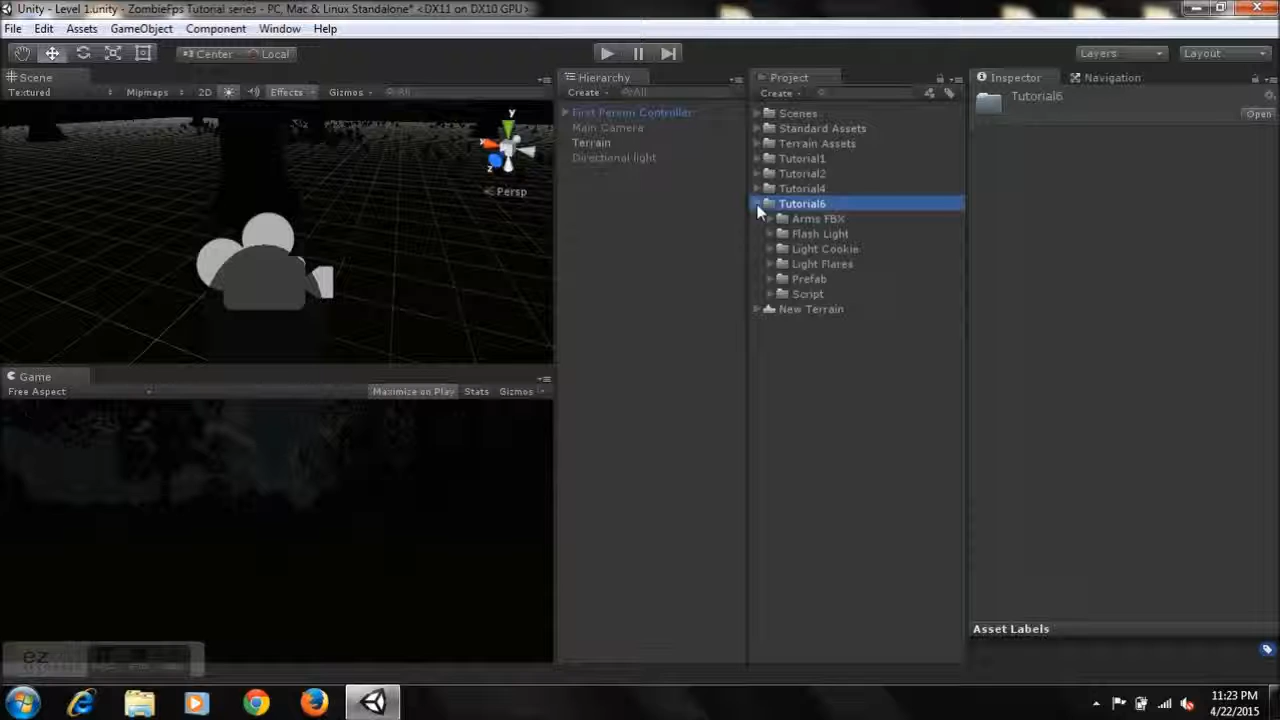 Unity - Level 1.unity - ZombieFps Tutorial series - PC, Mac & Linux Standalone* <DX11 on DX10 GPU>
File Edit Assets GameObject Component Window Help
Center Local Layers Layout
Scene Hierarchy Project Inspector Navigation
Textured Mipmaps 2D Effects Gizmos All Create All Create Tutorial6
Open
First Person Controller
Main Camera
Terrain
Directional light
Scenes
Standard Assets
Terrain Assets
Tutorial1
Tutorial2
Tutorial4
Tutorial6
Arms FBX
Flash Light
Light Cookie
Light Flares
Prefab
Script
New Terrain
y
x
z
Persp
Game
Free Aspect Maximize on Play Stats Gizmos
Asset Labels
ez
11:23 PM
4/22/2015